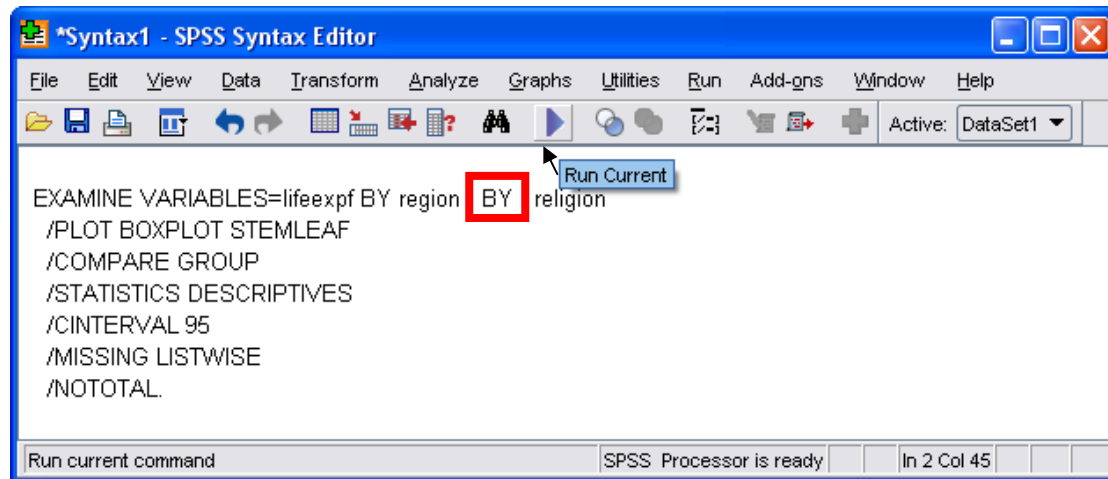 *Syntax1 - SPSS Syntax Editor
File Edit View Data Transform Analyze Graphs Utilities Run Add-ons Window Help
Active: DataSet1
Run Current
EXAMINE VARIABLES=lifeexpf BY region BY religion
/PLOT BOXPLOT STEMLEAF
/COMPARE GROUP
/STATISTICS DESCRIPTIVES
/CINTERVAL 95
/MISSING LISTWISE
/NOTOTAL.
Run current command SPSS Processor is ready In 2 Col 45